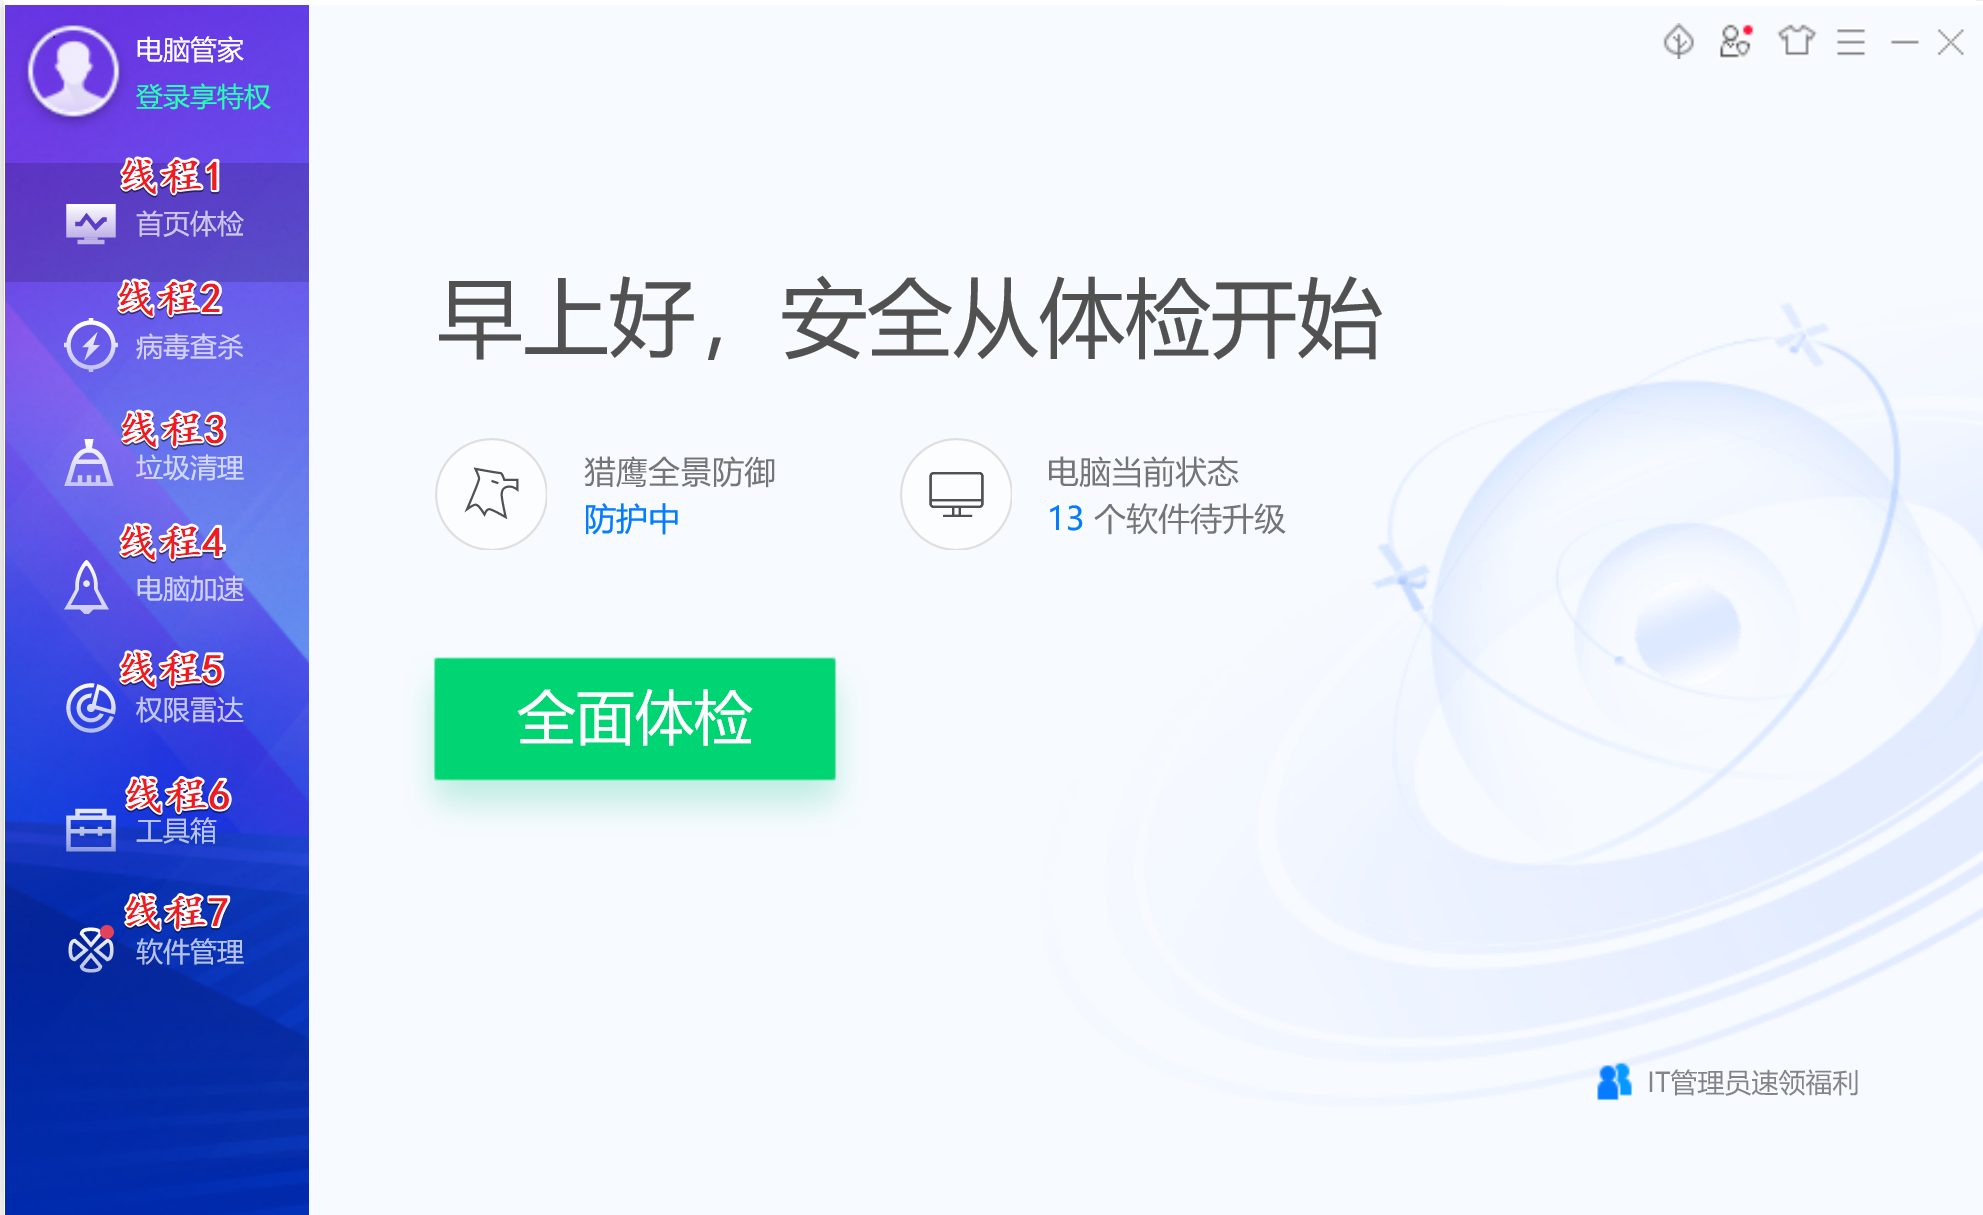 电脑管家
登录享特权
线程1
首页体检
线程2
病毒查杀
线程3
垃圾清理
线程4
电脑加速
线程5
权限雷达
线程6
工具箱
线程7
软件管理
早上好，安全从体检开始
猎鹰全景防御
防护中
电脑当前状态
13 个软件待升级
全面体检
IT管理员速领福利